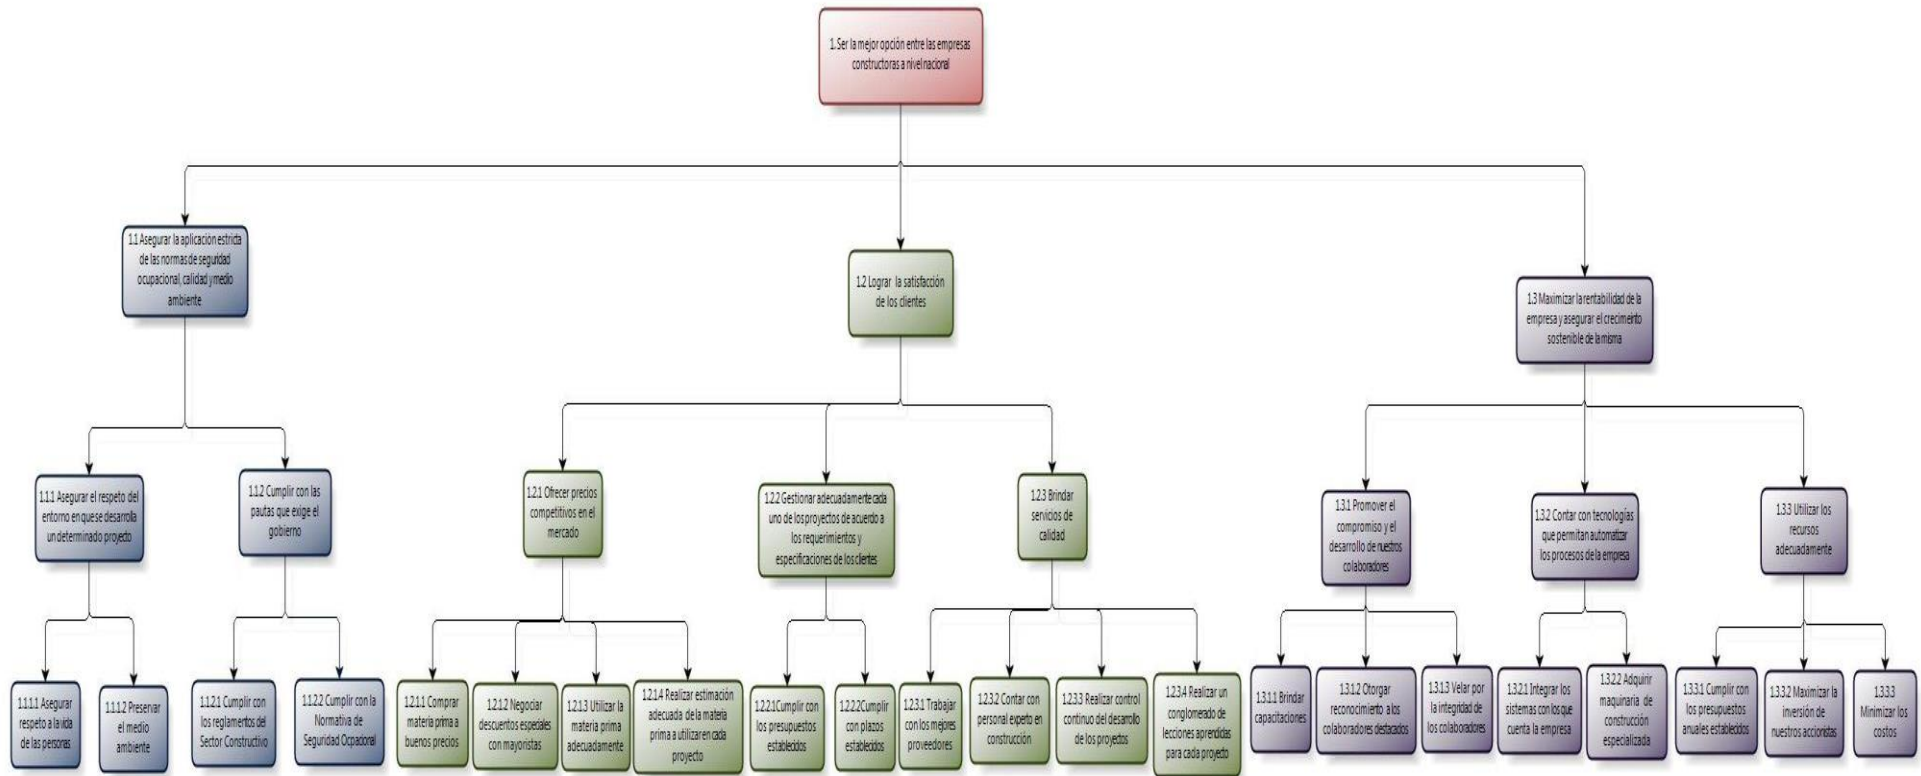 1. Ser la mejor opción entre las empresas
constructoras a nivel nacional
1.1 Asegurar la aplicación estricta
de las normas de seguridad
ocupacional, calidad y medio
ambiente
1.2 Lograr la satisfacción
de los clientes
1.3 Maximizar la rentabilidad de la
empresa y asegurar el crecimeinto
sostenible de la misma
1.1.1 Asegurar el respeto del
entorno en que se desarrolla
un determinado proyecto
1.1.2 Cumplir con las
pautas que exige el
gobierno
1.2.1 Ofrecer precios
competitivos en el
mercado
1.2.2 Gestionar adecuadamente cada
uno de los proyectos de acuerdo a
los requerimientos y
especificaciones de los clientes
1.2.3 Brindar
servicios de
calidad
1.3.1 Promover el
compromiso y el
desarrollo de nuestros
colaboradores
1.3.2 Contar con tecnologías
que permitan automatizar
los procesos de la empresa
1.3.3 Utilizar los
recursos
adecuadamente
1.1.1.1 Asegurar
respeto a la vida
de las personas
1.1.1.2 Preservar
el medio
ambiente
1.1.2.1 Cumplir con
los reglamentos del
Sector Constructivo
1.1.2.2 Cumplir con la
Normativa de
Seguridad Ocpacional
1.2.1.1 Comprar
materia prima a
buenos precios
1.2.1.2 Negociar
descuentos especiales
con mayoristas
1.2.1.3 Utilizar la
materia prima
adecuadamente
1.2.1.4 Realizar estimación
adecuada de la materia
prima a utilizar en cada
proyecto
1.2.2.1 Cumplir con
los presupuestos
establecidos
1.2.2.2 Cumplir
con plazos
establecidos
1.2.3.1 Trabajar
con los mejores
proveedores
1.2.3.2 Contar con
personal experto en
construcción
1.2.3.3 Realizar control
continuo del desarrollo
de los proyectos
1.2.3.4 Realizar un
conglomerado de
lecciones aprendidas
para cada proyecto
1.3.1.1 Brindar
capacitaciones
1.3.1.2 Otorgar
reconocimiento a los
colaboradores destacados
1.3.1.3 Velar por
la integridad de
los colaboradores
1.3.2.1 Integrar los
sistemas con los que
cuenta la empresa
1.3.2.2 Adquirir
maquinaria de
construcción
especializada
1.3.3.1 Cumplir con
los presupuestos
anuales establecidos
1.3.3.2 Maximizar la
inversión de
nuestros accionistas
1.3.3.3
Minimizar los
costos